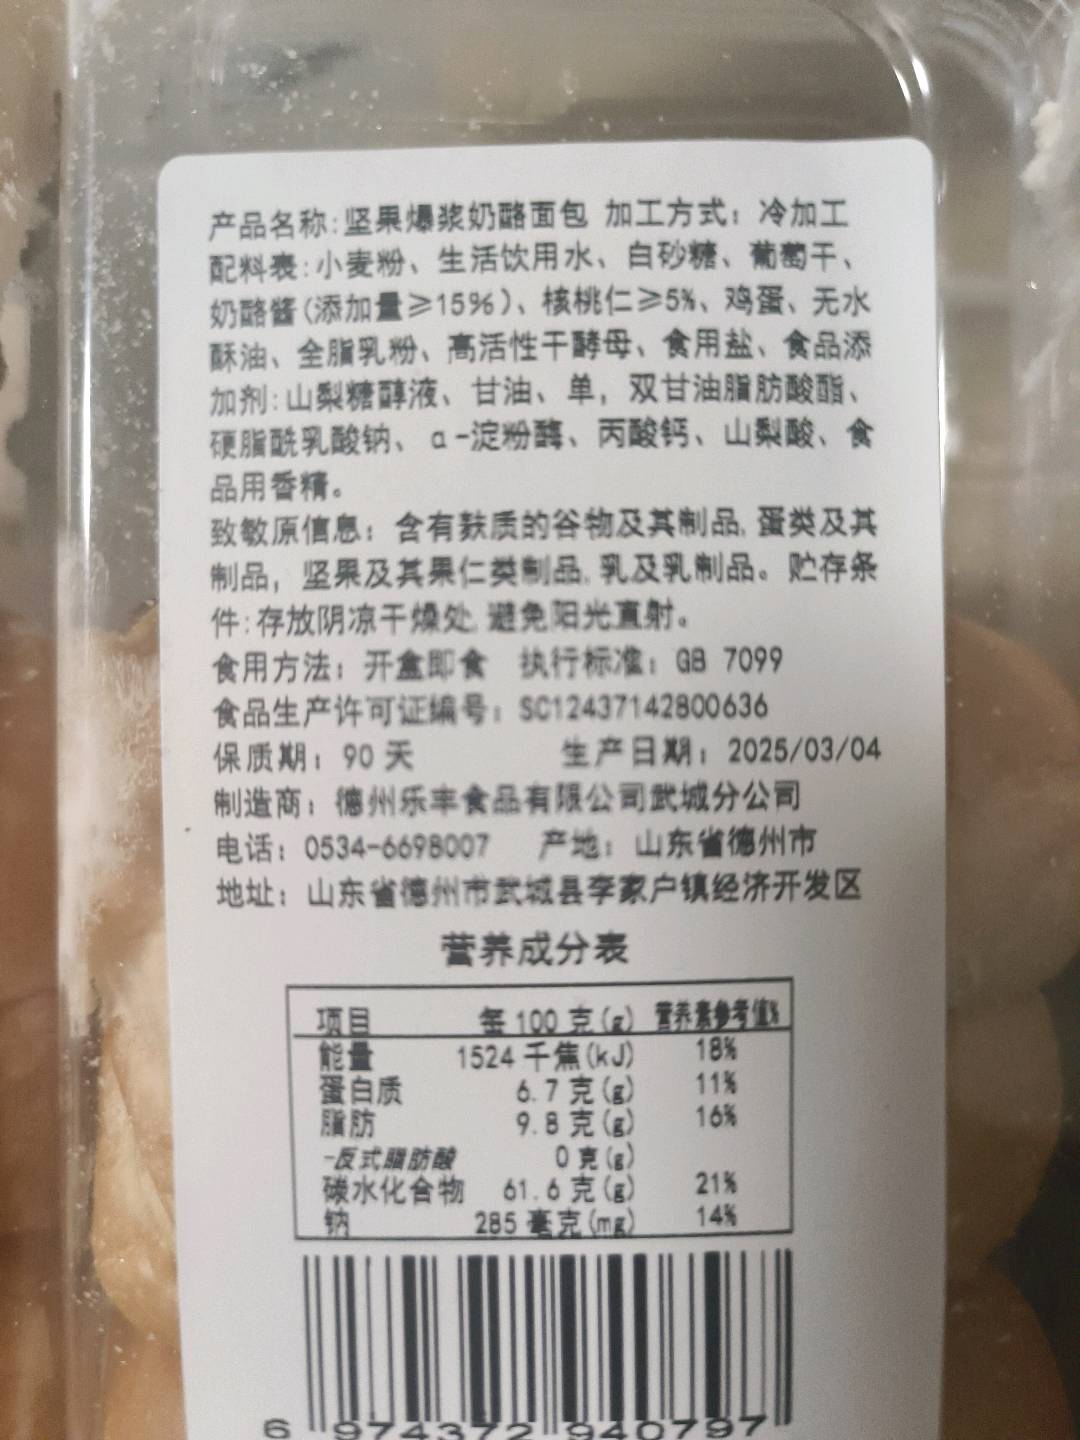 产品名称:坚果爆浆奶酪面包 加工方式：冷加工
配料表:小麦粉、生活饮用水、白砂糖、葡萄干、
奶酪酱(添加量≥15%)、核桃仁≥5%、鸡蛋、无水
酥油、全脂乳粉、高活性干酵母、食用盐、食品添
加剂:山梨糖醇液、甘油、单，双甘油脂肪酸酯、
硬脂酰乳酸钠、α-淀粉酶、丙酸钙、山梨酸、食
品用香精。
致敏原信息：含有麸质的谷物及其制品,蛋类及其
制品，坚果及其果仁类制品,乳及乳制品。贮存条
件:存放阴凉干燥处,避免阳光直射。
食用方法：开盒即食 执行标准：GB 7099
食品生产许可证编号：SC12437142800636
保质期：90 天 生产日期：2025/03/04
制造商：德州乐丰食品有限公司武城分公司
电话：0534-6698007 产地：山东省德州市
地址：山东省德州市武城县李家户镇经济开发区
营养成分表
项目 每 100 克(g) 营养素参考值%
能量 1524 千焦(kJ) 18%
蛋白质 6.7 克(g) 11%
脂肪 9.8 克(g) 16%
-反式脂肪酸 0 克(g)
碳水化合物 61.6 克(g) 21%
钠 285 毫克(mg) 14%
6 974372 940797